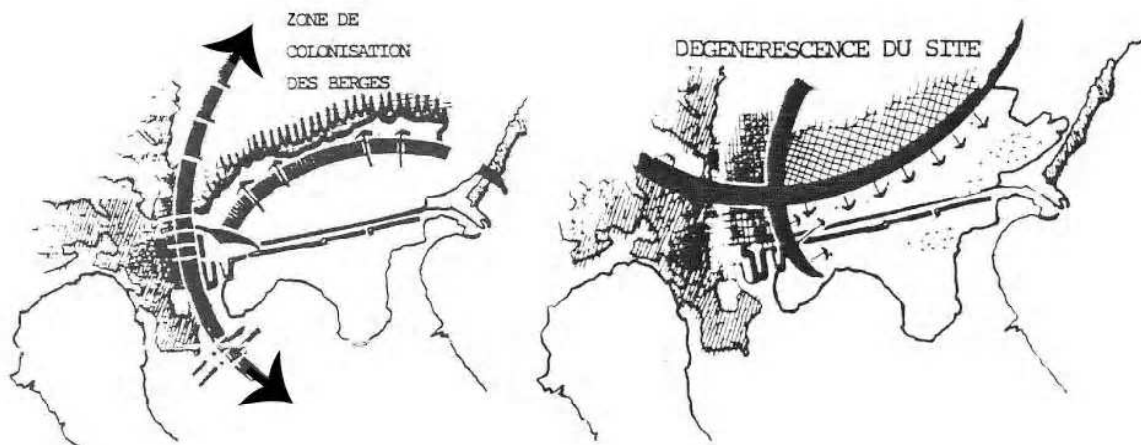 ZONE DE
COLONISATION
DES BERGES
DEGENERESCENCE DU SITE